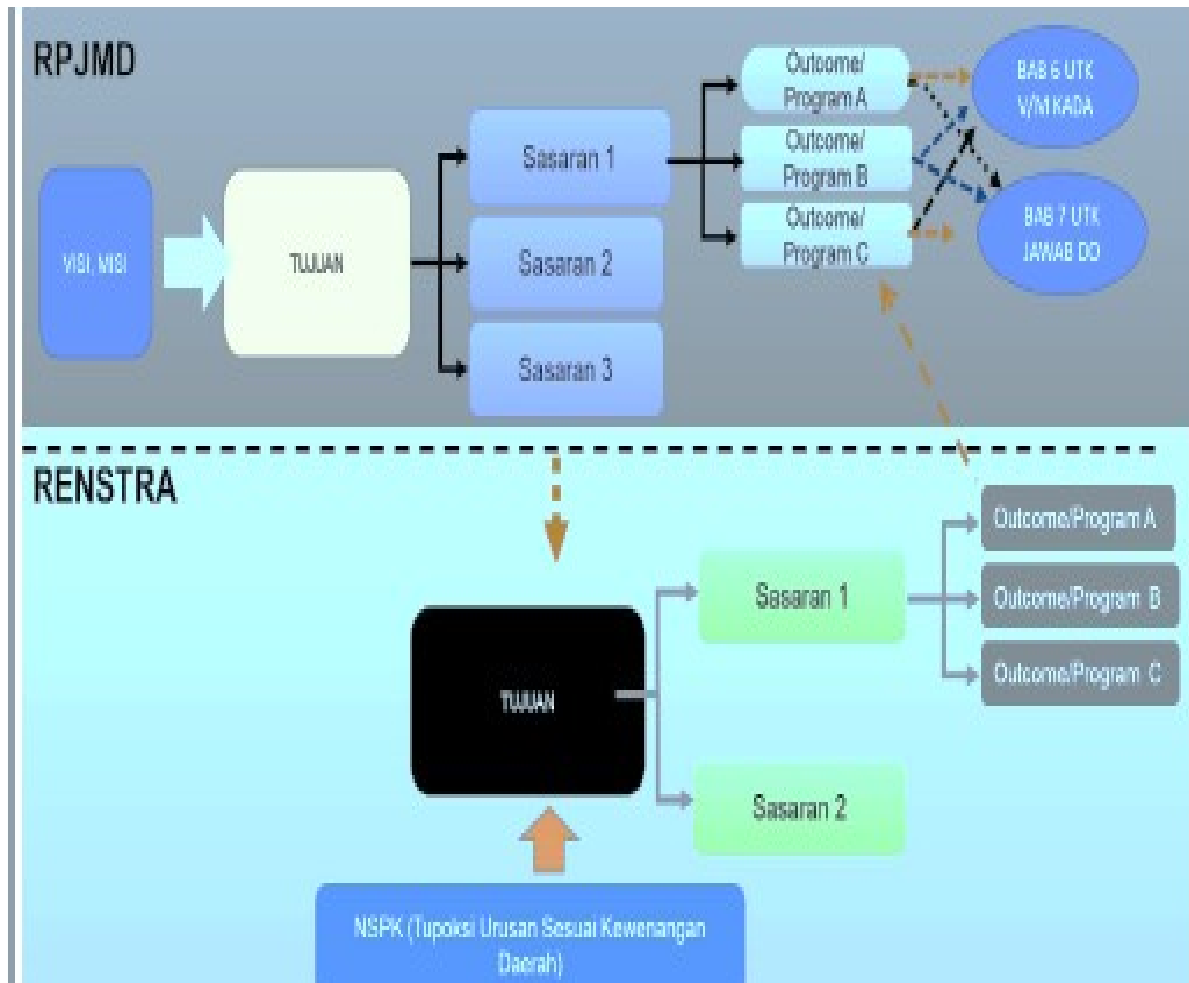 RPJMD
VISI, MISI
TUJUAN
Sasaran 1
Sasaran 2
Sasaran 3
Outcome/
Program A
Outcome/
Program B
Outcome/
Program C
BAB 6 UTK
V/M KADA
BAB 7 UTK
JAWAB DD
RENSTRA
TUJUAN
Sasaran 1
Sasaran 2
Outcome/Program A
Outcome/Program B
Outcome/Program C
NSPK (Tupoksi Urusan Sesuai Kewenangan
Daerah)